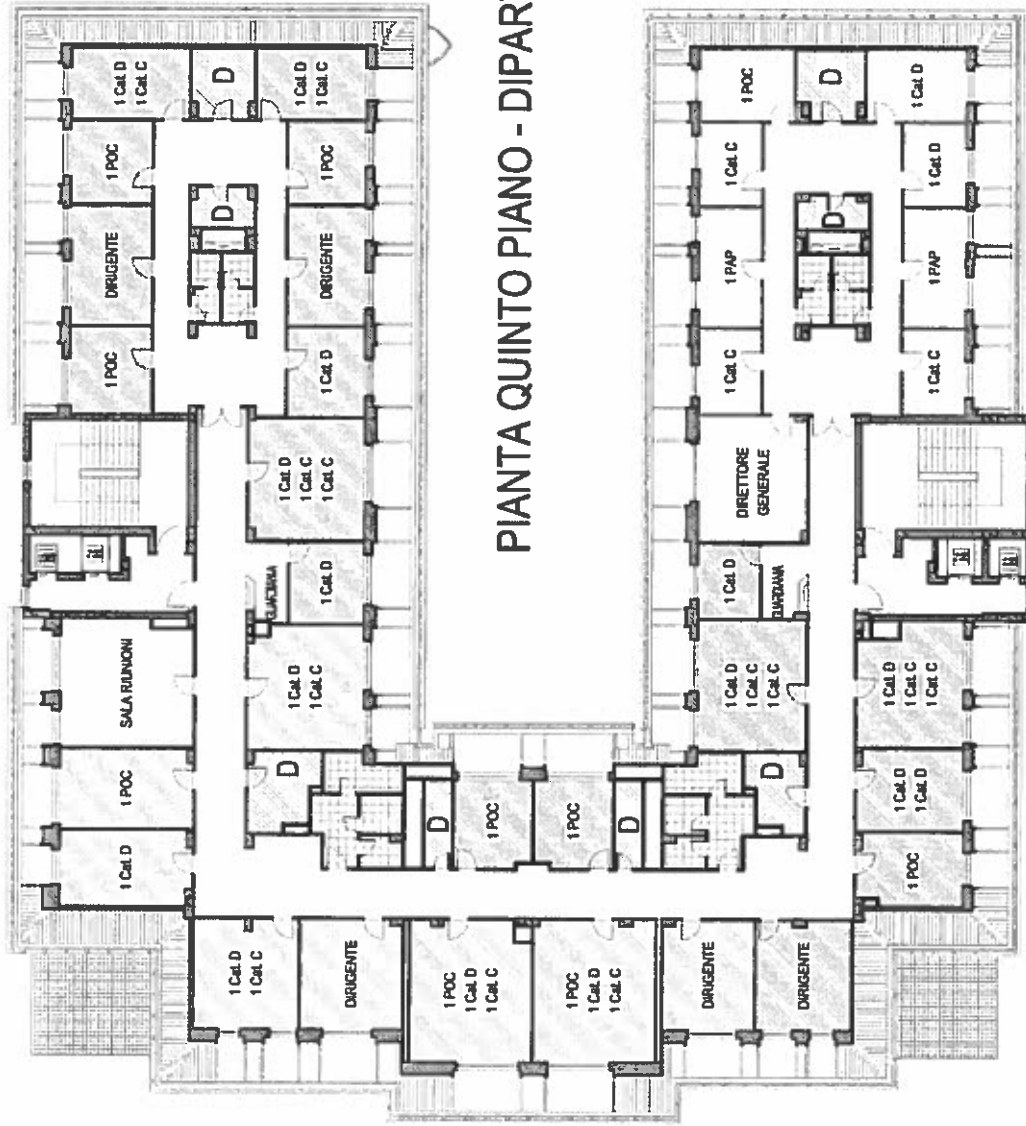 1 Cat. D
1 POC
SALA RIUNIONI
1 POC
DIRIGENTE
1 POC
1 Cat. D
1 Cat. C
D
D
1 Cat. D
1 Cat. C
D
1 Cat. D
1 Cat. C
GUARDIANA
1 Cat. D
1 Cat. D
1 Cat. C
1 Cat. C
1 Cat. D
DIRIGENTE
1 POC
1 Cat. D
1 Cat. C
DIRIGENTE
D
1 POC
1 Cat. D
1 Cat. C
1 POC
PIANTA QUINTO PIANO - DIPART
1 POC
1 Cat. D
1 Cat. C
1 POC
D
DIRIGENTE
1 Cat. D
1 Cat. C
1 Cat. C
1 Cat. D
GUARDIANA
DIRETTORE
GENERALE
1 Cat. C
1 PAP
1 Cat. C
1 POC
DIRIGENTE
D
D
D
1 POC
1 Cat. D
1 Cat. D
1 Cat. D
1 Cat. C
1 Cat. C
1 Cat. C
1 PAP
1 Cat. D
1 Cat. D